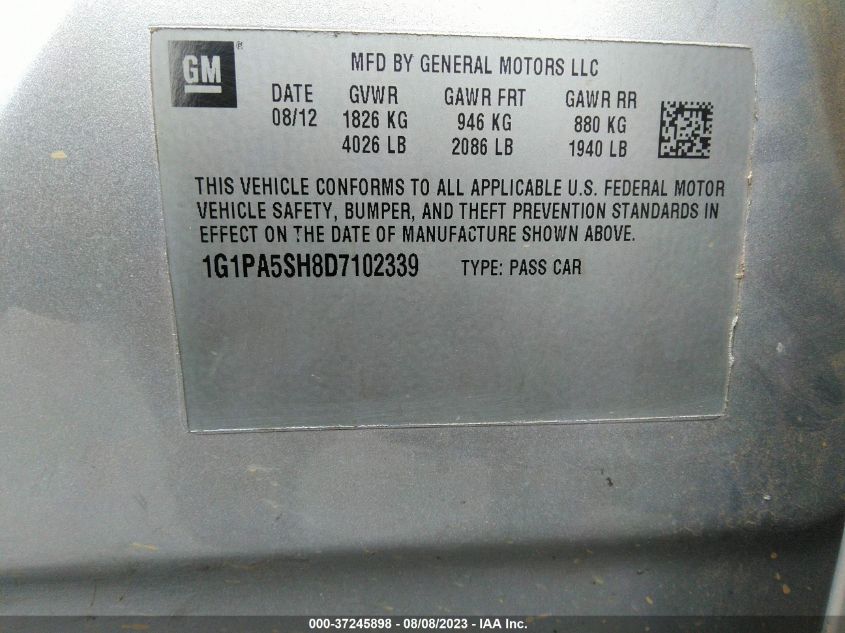 GM ®
MFD BY GENERAL MOTORS LLC
DATE GVWR GAWR FRT GAWR RR
08/12 1826 KG 946 KG 880 KG
4026 LB 2086 LB 1940 LB
THIS VEHICLE CONFORMS TO ALL APPLICABLE U.S. FEDERAL MOTOR
VEHICLE SAFETY, BUMPER, AND THEFT PREVENTION STANDARDS IN
EFFECT ON THE DATE OF MANUFACTURE SHOWN ABOVE.
1G1PA5SH8D7102339 TYPE: PASS CAR
000-37245898 - 08/08/2023 - IAA Inc.